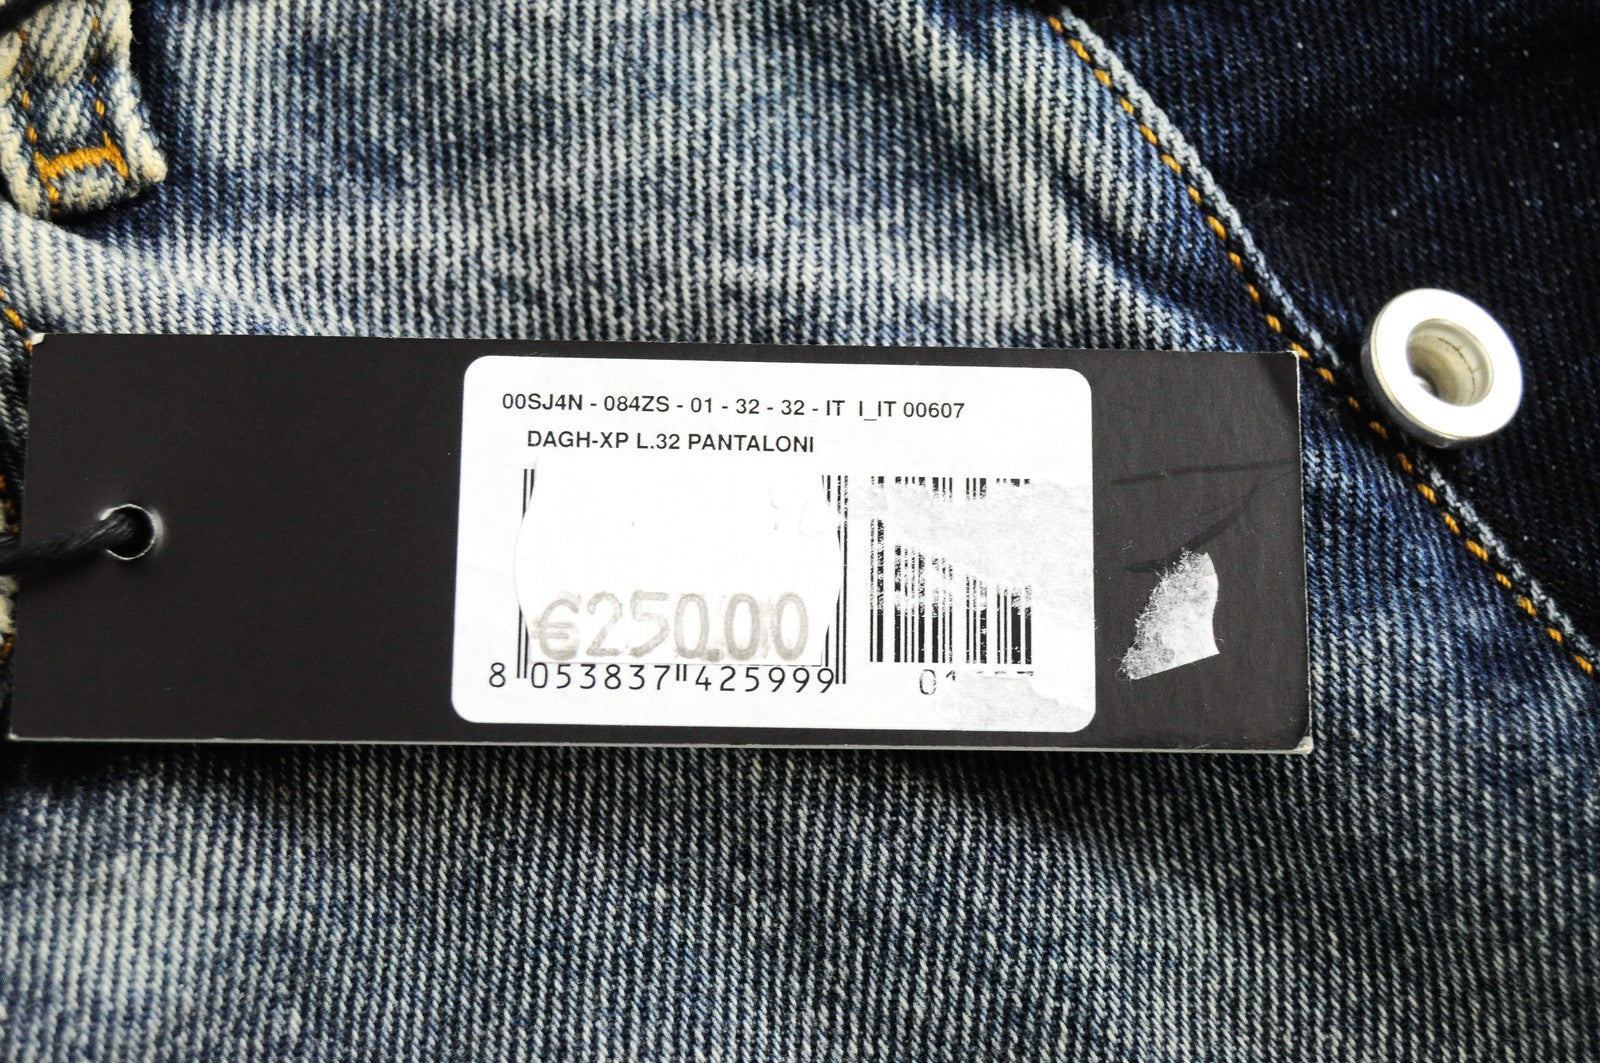 00SJ4N - 084ZS - 01 - 32 - 32 - IT I_IT 00607
DAGH-XP L.32 PANTALONI
€250.00
8 053837 425999